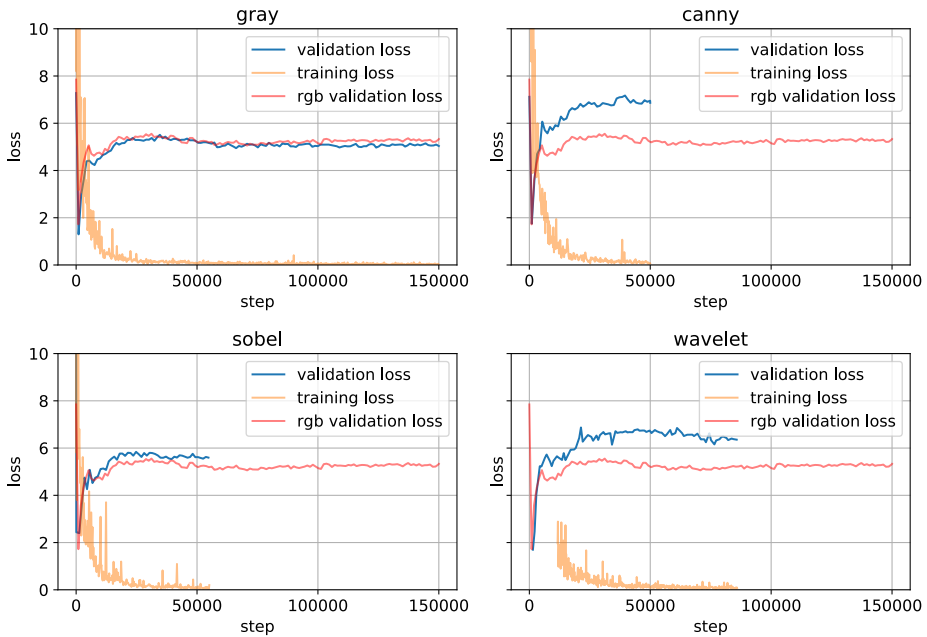 gray
10
8
6
4
2
0
loss
validation loss
training loss
rgb validation loss
0
50000
100000
150000
step
canny
loss
validation loss
training loss
rgb validation loss
0
50000
100000
150000
step
sobel
10
8
6
4
2
0
loss
validation loss
training loss
rgb validation loss
0
50000
100000
150000
step
wavelet
loss
validation loss
training loss
rgb validation loss
0
50000
100000
150000
step